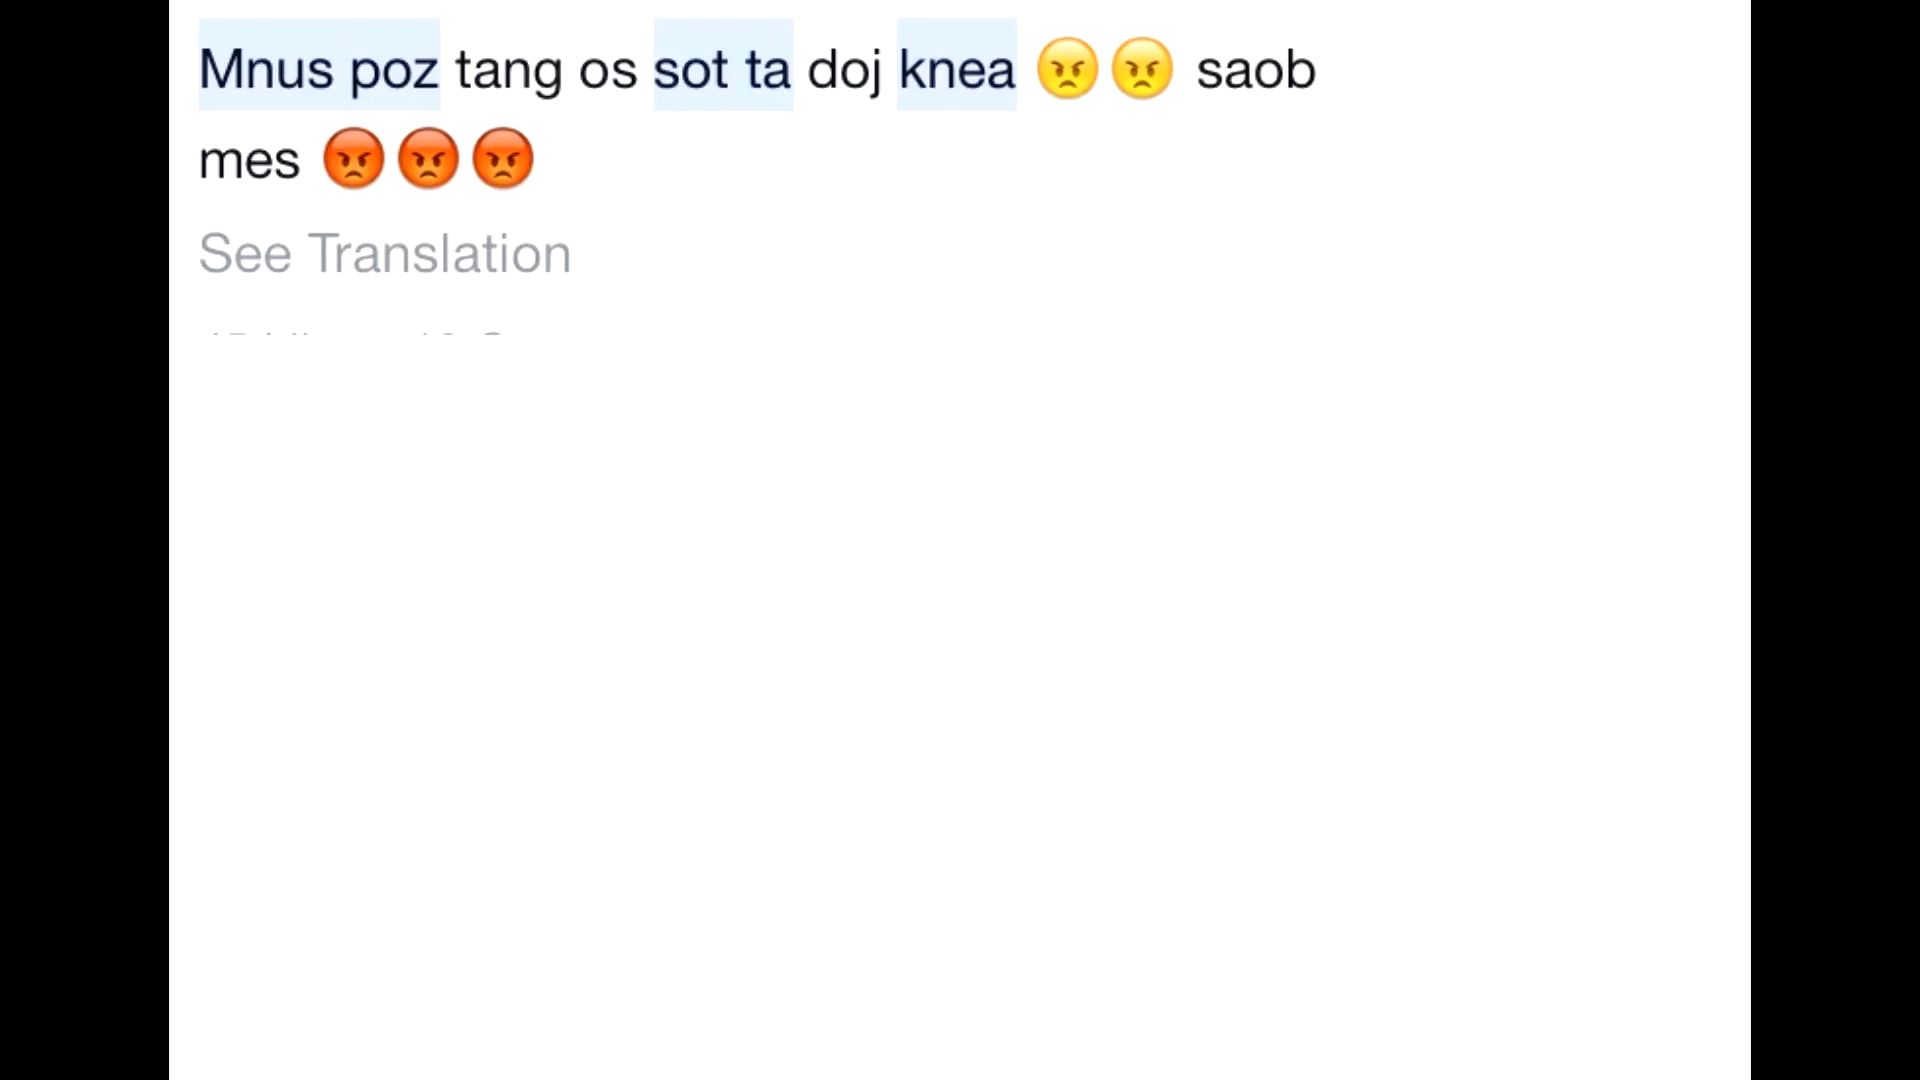 Mnus poz tang os sot ta doj knea 😠😠 saob
mes 😡😡😡
See Translation